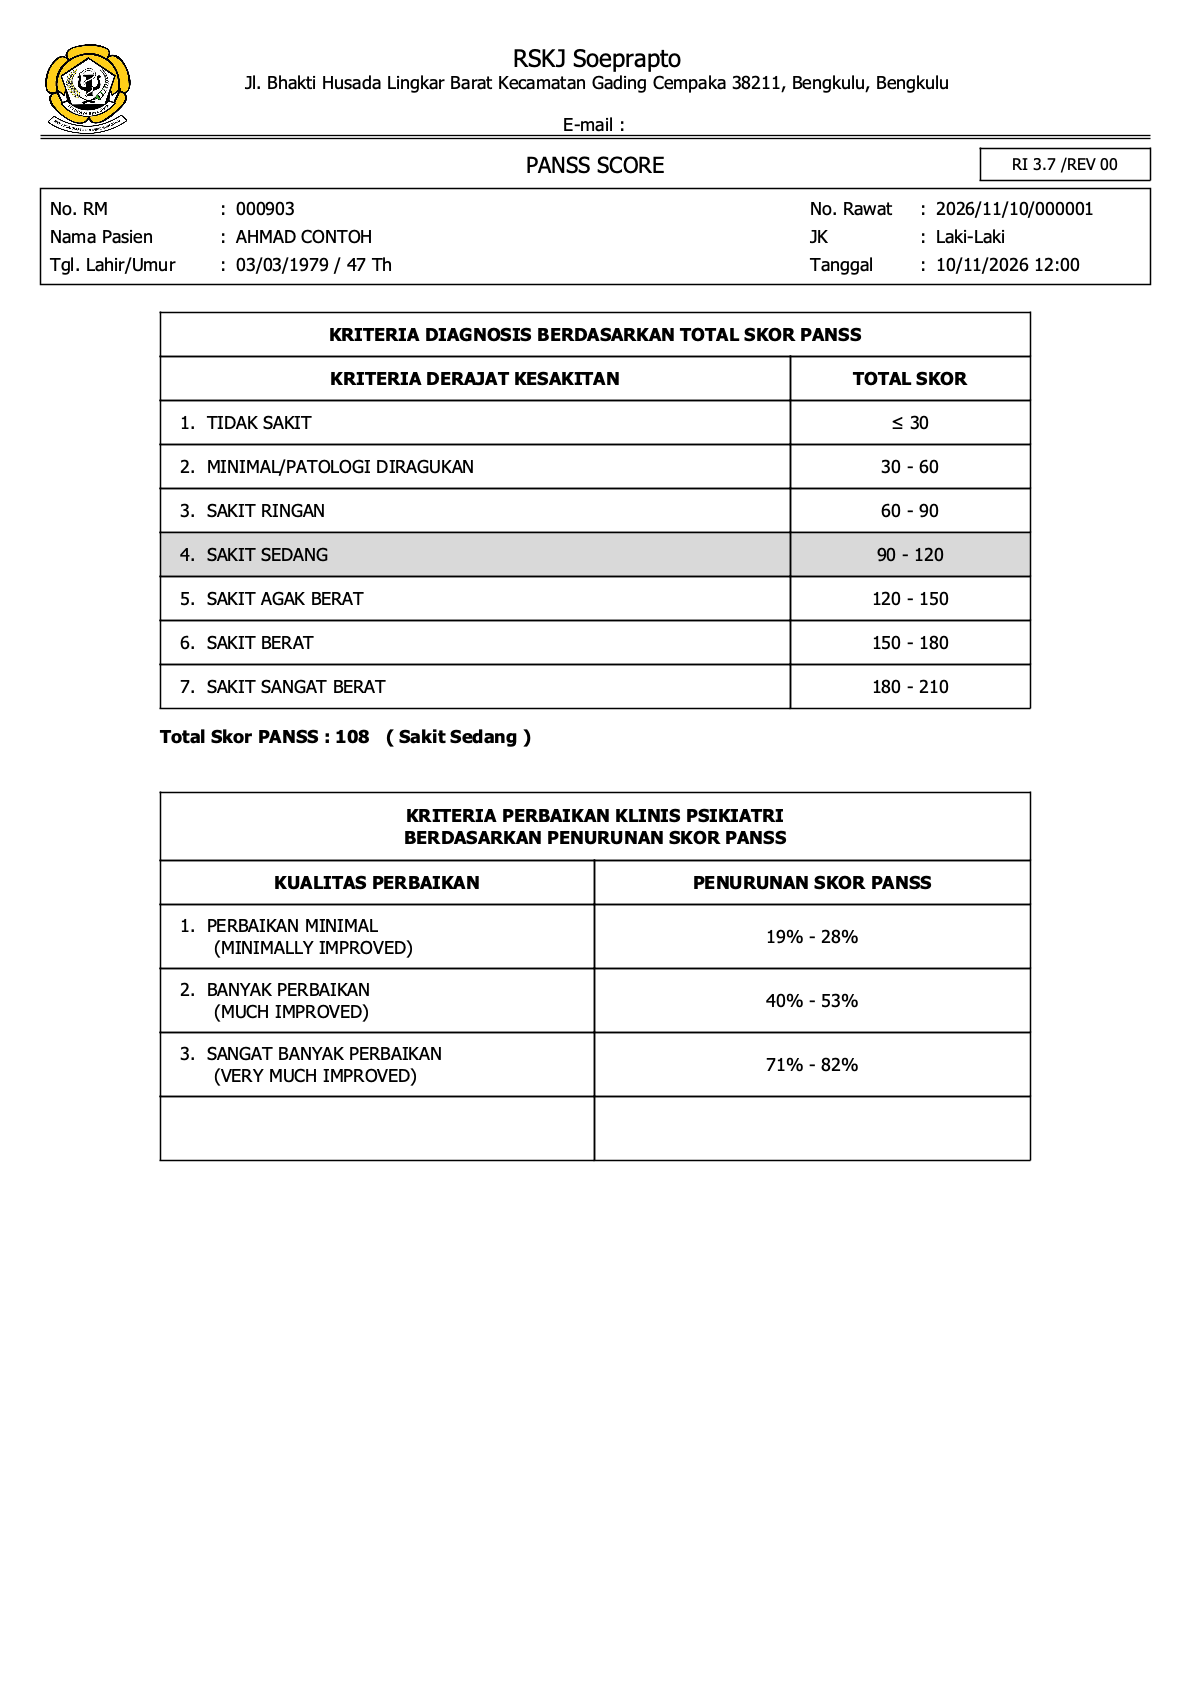 RSKJ Soeprapto
Jl. Bhakti Husada Lingkar Barat Kecamatan Gading Cempaka 38211, Bengkulu, Bengkulu
E-mail :
PANSS SCORE
RI 3.7 /REV 00
No. RM : 000903 No. Rawat : 2026/11/10/000001
Nama Pasien : AHMAD CONTOH JK : Laki-Laki
Tgl. Lahir/Umur : 03/03/1979 / 47 Th Tanggal : 10/11/2026 12:00
KRITERIA DIAGNOSIS BERDASARKAN TOTAL SKOR PANSS
KRITERIA DERAJAT KESAKITAN TOTAL SKOR
1. TIDAK SAKIT ≤ 30
2. MINIMAL/PATOLOGI DIRAGUKAN 30 - 60
3. SAKIT RINGAN 60 - 90
4. SAKIT SEDANG 90 - 120
5. SAKIT AGAK BERAT 120 - 150
6. SAKIT BERAT 150 - 180
7. SAKIT SANGAT BERAT 180 - 210
Total Skor PANSS : 108 ( Sakit Sedang )
KRITERIA PERBAIKAN KLINIS PSIKIATRI
BERDASARKAN PENURUNAN SKOR PANSS
KUALITAS PERBAIKAN PENURUNAN SKOR PANSS
1. PERBAIKAN MINIMAL
(MINIMALLY IMPROVED) 19% - 28%
2. BANYAK PERBAIKAN
(MUCH IMPROVED) 40% - 53%
3. SANGAT BANYAK PERBAIKAN
(VERY MUCH IMPROVED) 71% - 82%